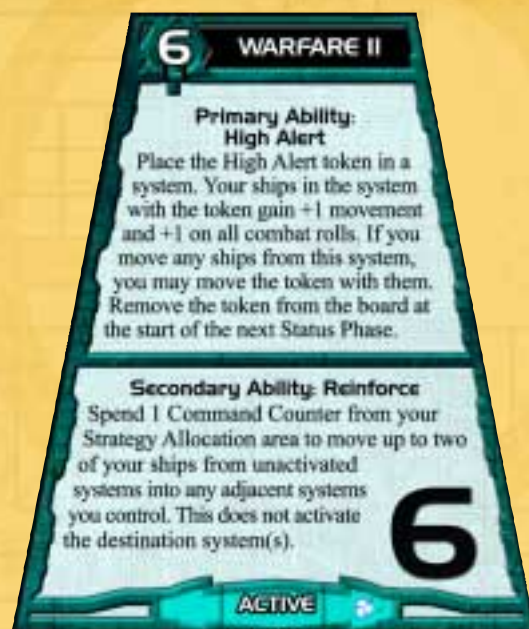 6 WARFARE II
Primary Ability:
High Alert
Place the High Alert token in a
system. Your ships in the system
with the token gain +1 movement
and +1 on all combat rolls. If you
move any ships from this system,
you may move the token with them.
Remove the token from the board at
the start of the next Status Phase.
Secondary Ability: Reinforce
Spend 1 Command Counter from your
Strategy Allocation area to move up to two
of your ships from unactivated
systems into any adjacent systems
you control. This does not activate
the destination system(s).
6
ACTIVE